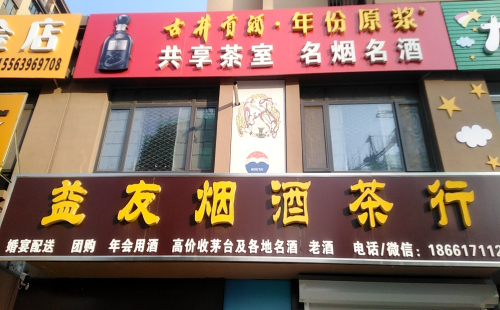 店
15563969708
古井贡酒·年份原浆
共享茶室 名烟名酒
益友烟酒茶行
婚宴配送 团购 年会用酒 高价收茅台及各地名酒 老酒 电话/微信：186617112